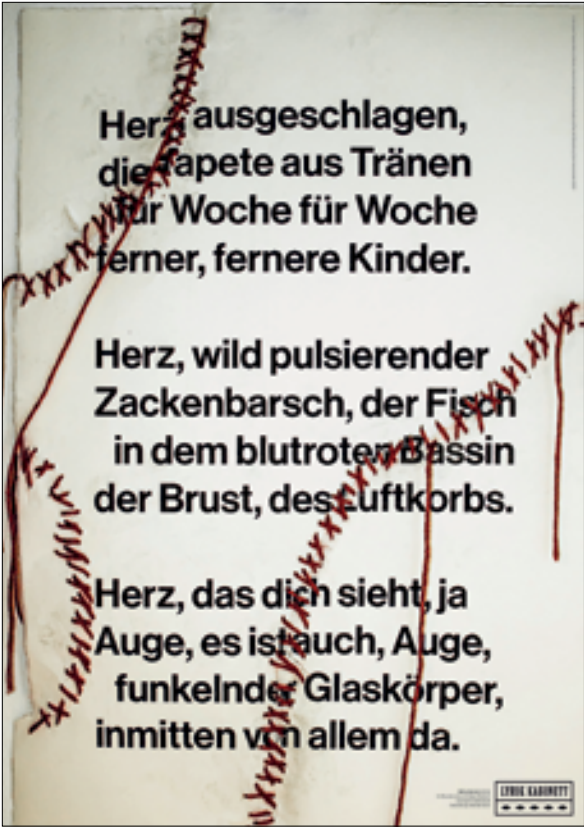 Herz ausgeschlagen,
die Tapete aus Tränen
für Woche für Woche
ferner, fernere Kinder.
Herz, wild pulsierender
Zackenbarsch, der Fisch
in dem blutroten Bassin
der Brust, des Luftkorbs.
Herz, das dich sieht, ja
Auge, es ist auch, Auge,
funkelnder Glaskörper,
inmitten von allem da.
LYRIK KABINETT